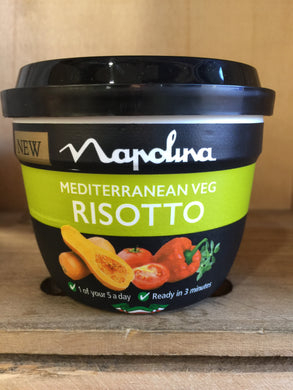 NEW
Napolina
MEDITERRANEAN VEG
RISOTTO
1 of your 5 a day
Ready in 3 minutes